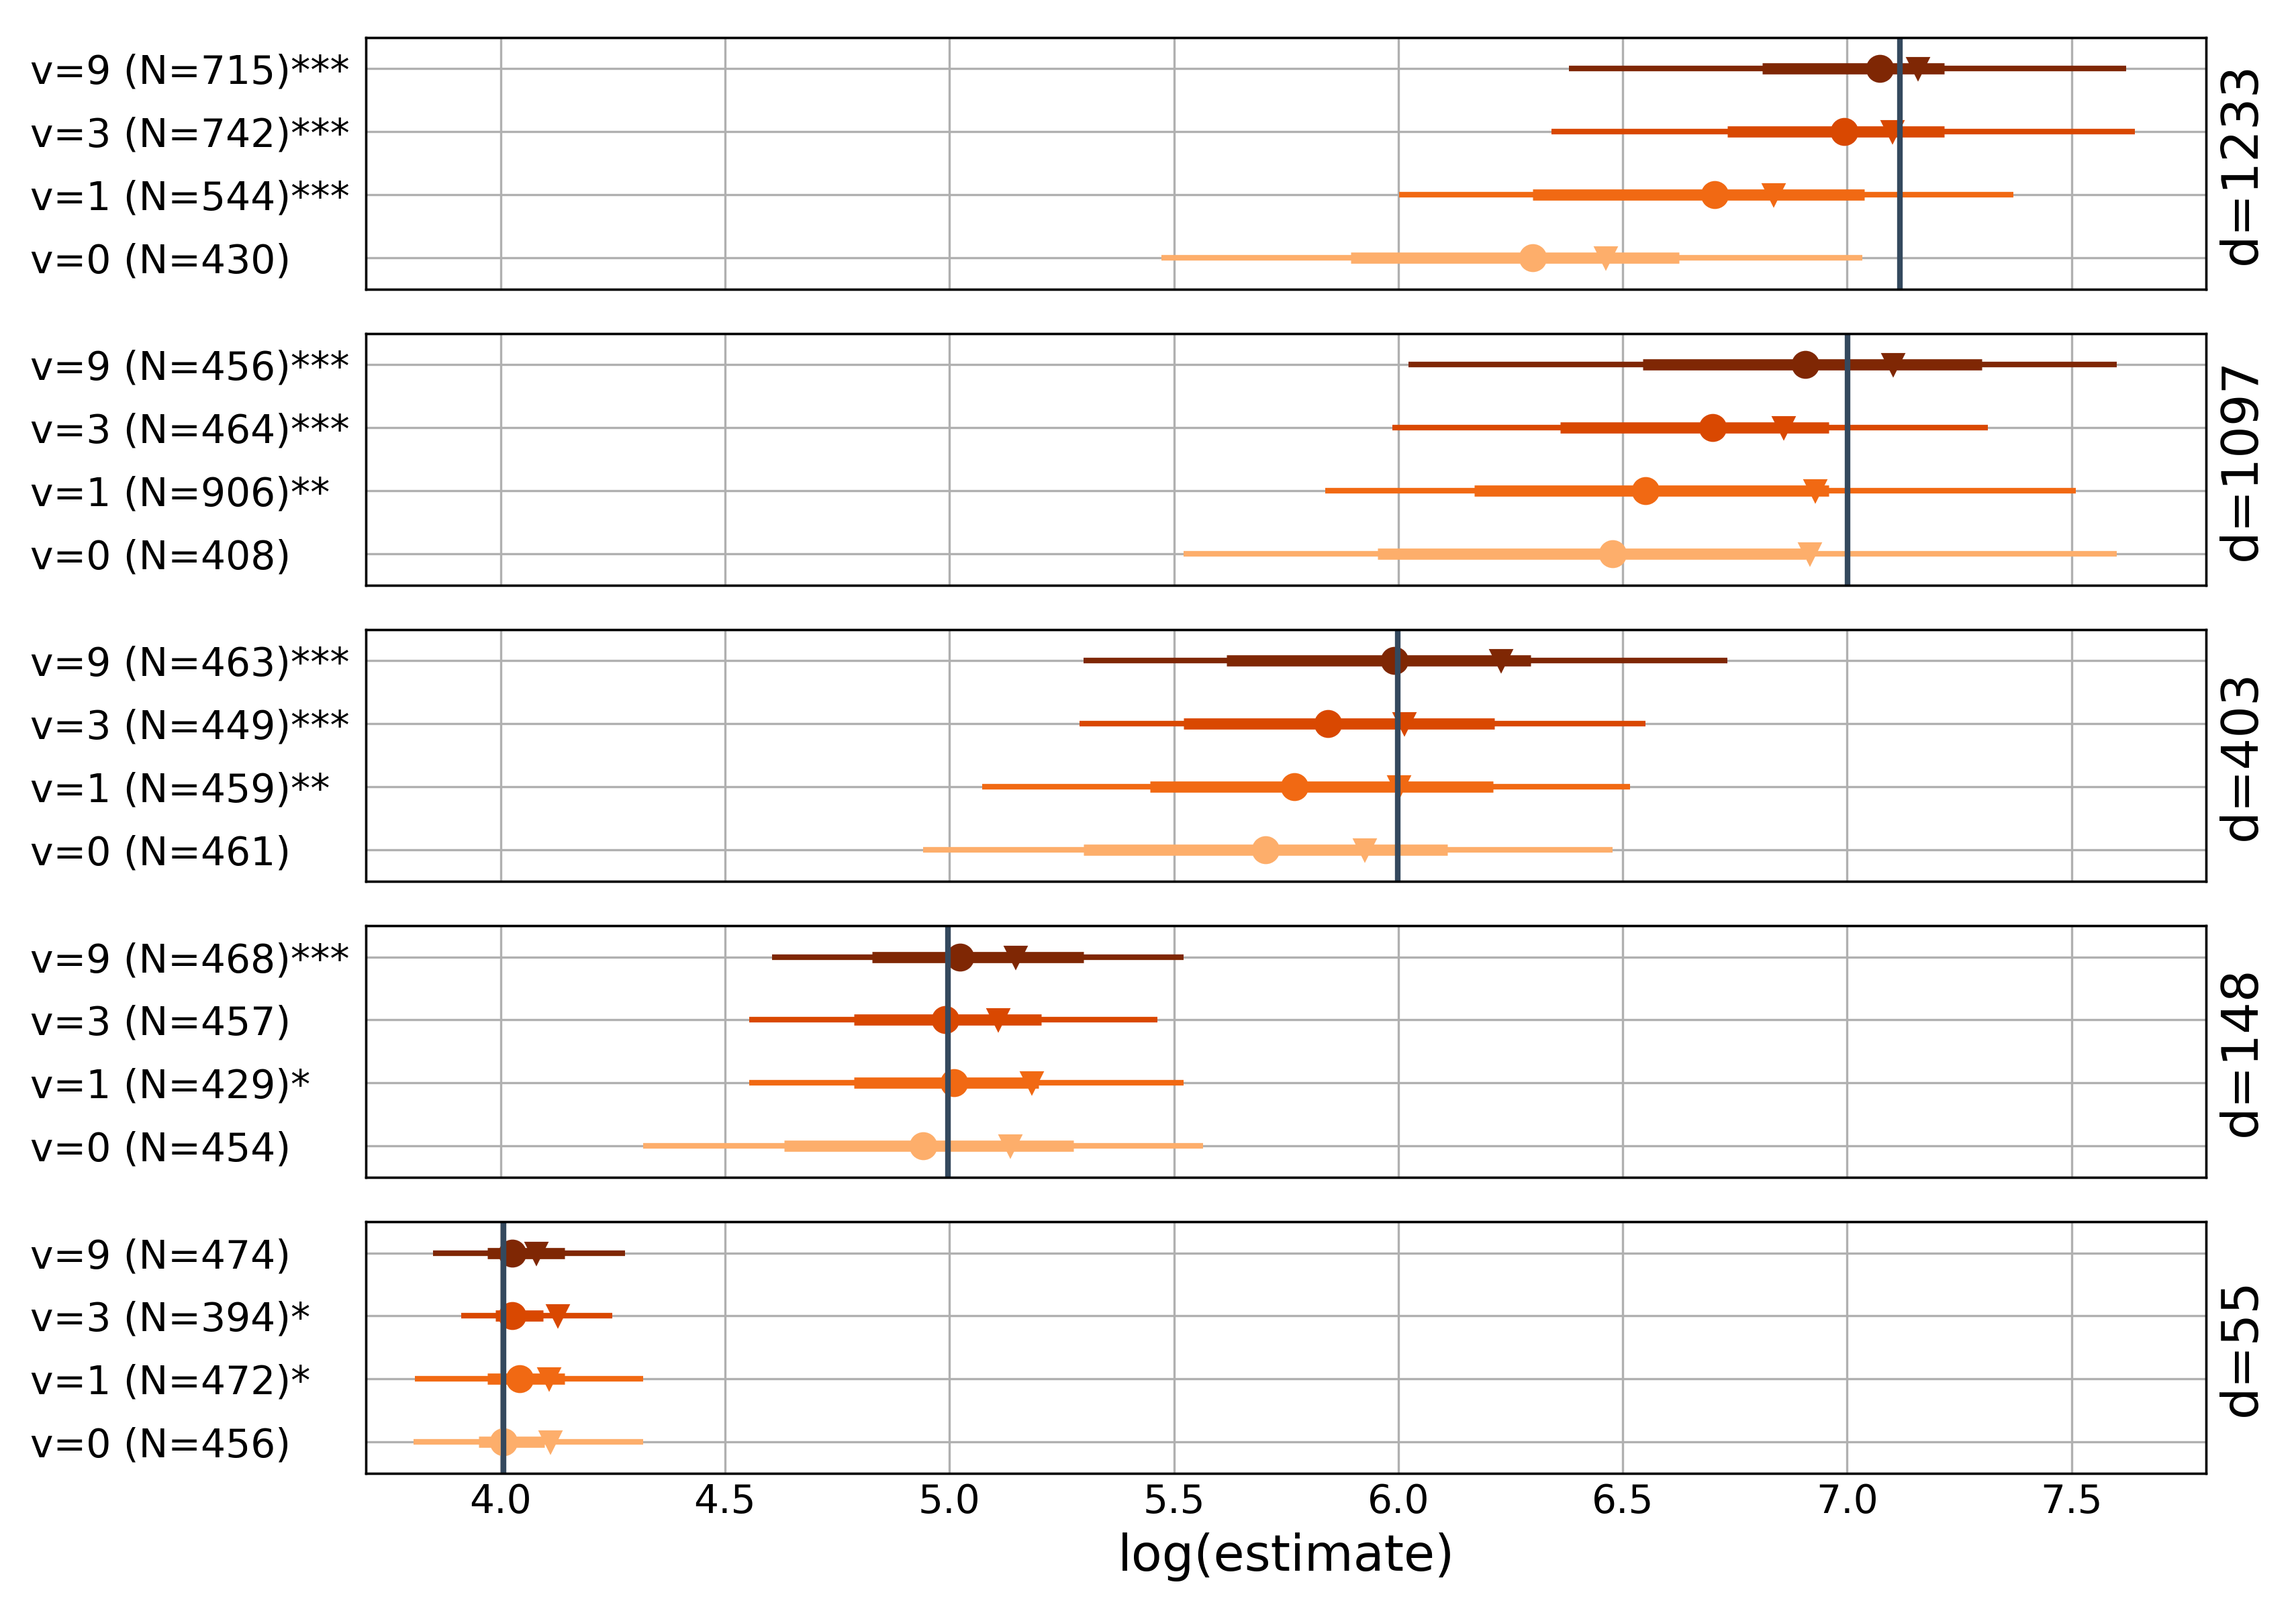 v=9 (N=715)***
v=3 (N=742)***
v=1 (N=544)***
v=0 (N=430)
d=1233
v=9 (N=456)***
v=3 (N=464)***
v=1 (N=906)**
v=0 (N=408)
d=1097
v=9 (N=463)***
v=3 (N=449)***
v=1 (N=459)**
v=0 (N=461)
d=403
v=9 (N=468)***
v=3 (N=457)
v=1 (N=429)*
v=0 (N=454)
d=148
v=9 (N=474)
v=3 (N=394)*
v=1 (N=472)*
v=0 (N=456)
d=55
4.0 4.5 5.0 5.5 6.0 6.5 7.0 7.5
log(estimate)